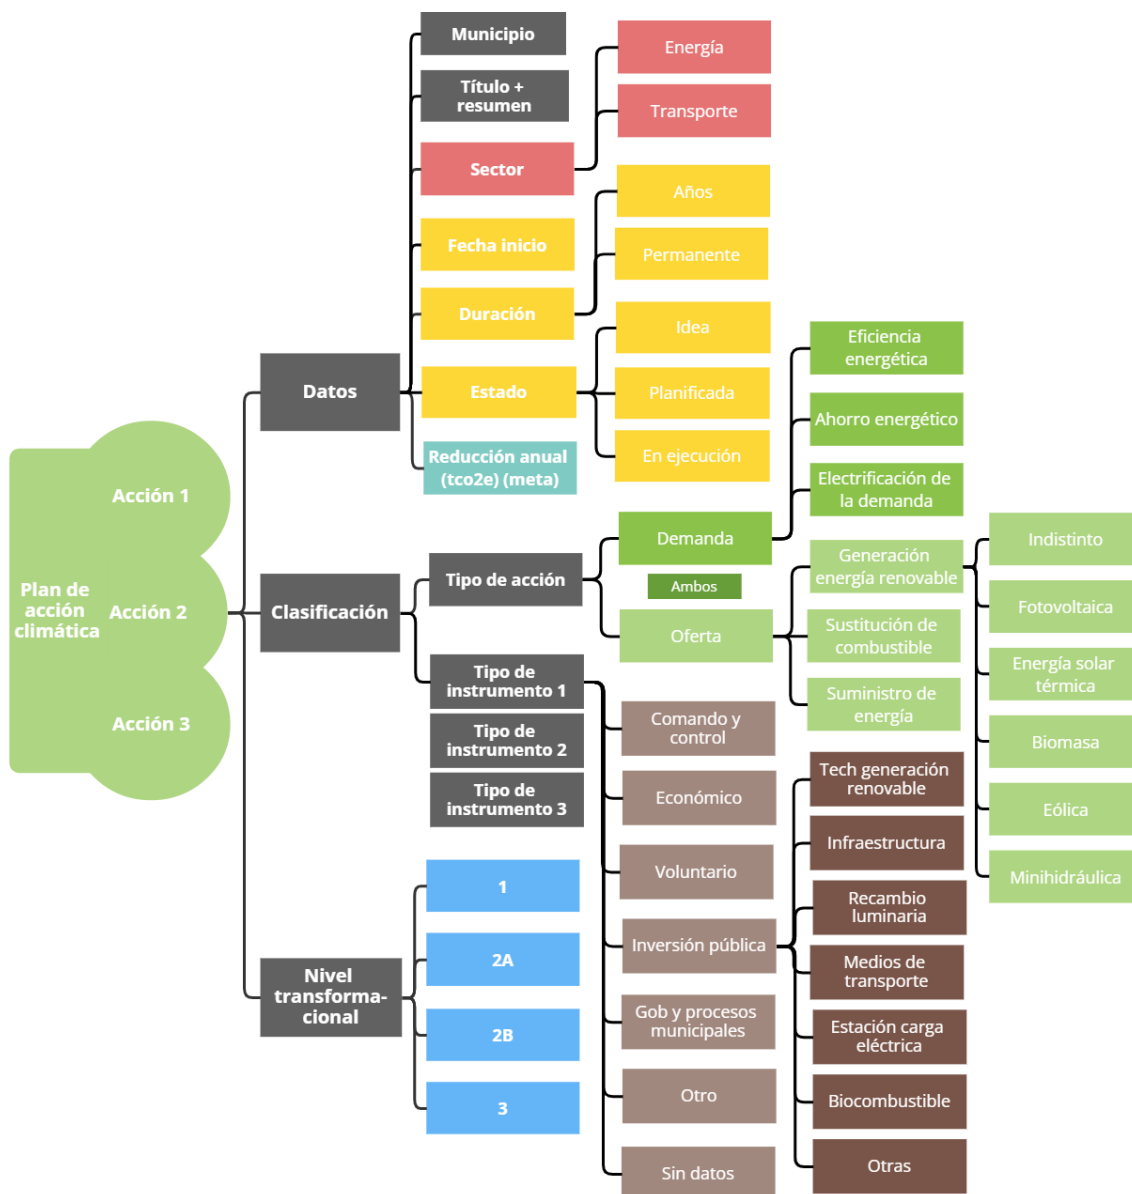 Plan de
acción
climática
Acción 1
Acción 2
Acción 3
Datos
Municipio
Título +
resumen
Sector
Energía
Transporte
Fecha inicio
Duración
Años
Permanente
Estado
Idea
Planificada
En ejecución
Reducción anual
(tco2e) (meta)
Clasificación
Tipo de acción
Demanda
Eficiencia
energética
Ahorro energético
Electrificación de
la demanda
Ambos
Oferta
Generación
energía renovable
Indistinto
Fotovoltaica
Energía solar
térmica
Biomasa
Eólica
Minihidráulica
Sustitución de
combustible
Suministro de
energía
Tipo de
instrumento 1
Tipo de
instrumento 2
Tipo de
instrumento 3
Comando y
control
Económico
Voluntario
Inversión pública
Tech generación
renovable
Infraestructura
Recambio
luminaria
Medios de
transporte
Estación carga
eléctrica
Biocombustible
Otras
Gob y procesos
municipales
Otro
Sin datos
Nivel
transforma-
cional
1
2A
2B
3